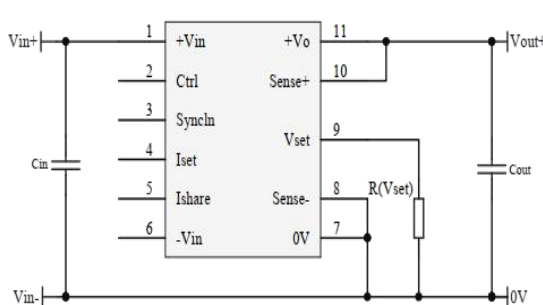 Vin+ 1 +Vin +Vo 11 Vout+
2 Ctrl Sense+ 10
3 SyncIn
Vset 9
4 Iset
Cin Cout
5 Ishare Sense- 8 R(Vset)
6 -Vin 0V 7
Vin- 0V